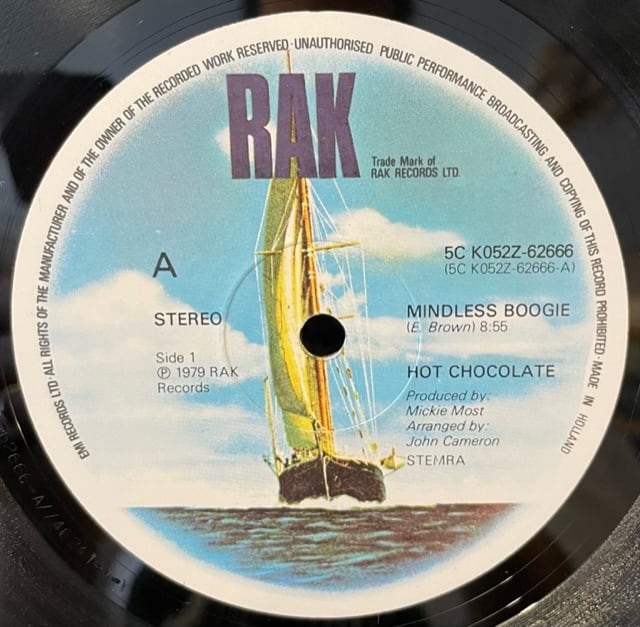 EMI RECORDS LTD·ALL RIGHTS OF THE MANUFACTURER AND OF THE OWNER OF THE RECORDED WORK RESERVED·UNAUTHORISED PUBLIC PERFORMANCE BROADCASTING AND COPYING OF THIS RECORD PROHIBITED·MADE IN HOLLAND
RAK
Trade Mark of
RAK RECORDS LTD.
A
5C K052Z-62666
(5C K052Z-62666-A)
STEREO
MINDLESS BOOGIE
(E. Brown) 8:55
Side 1
℗ 1979 RAK
Records
HOT CHOCOLATE
Produced by:
Mickie Most
Arranged by:
John Cameron
STEMRA